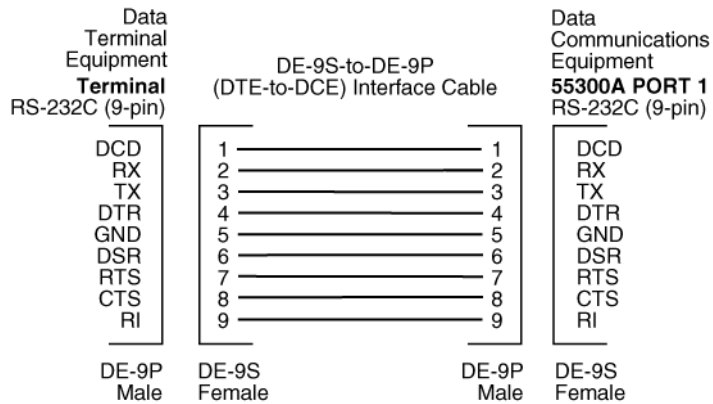 Data
Terminal
Equipment
Terminal
RS-232C (9-pin)
DE-9S-to-DE-9P
(DTE-to-DCE) Interface Cable
Data
Communications
Equipment
55300A PORT 1
RS-232C (9-pin)
DCD 1 1 DCD
RX 2 2 RX
TX 3 3 TX
DTR 4 4 DTR
GND 5 5 GND
DSR 6 6 DSR
RTS 7 7 RTS
CTS 8 8 CTS
RI 9 9 RI
DE-9P DE-9S DE-9P DE-9S
Male Female Male Female